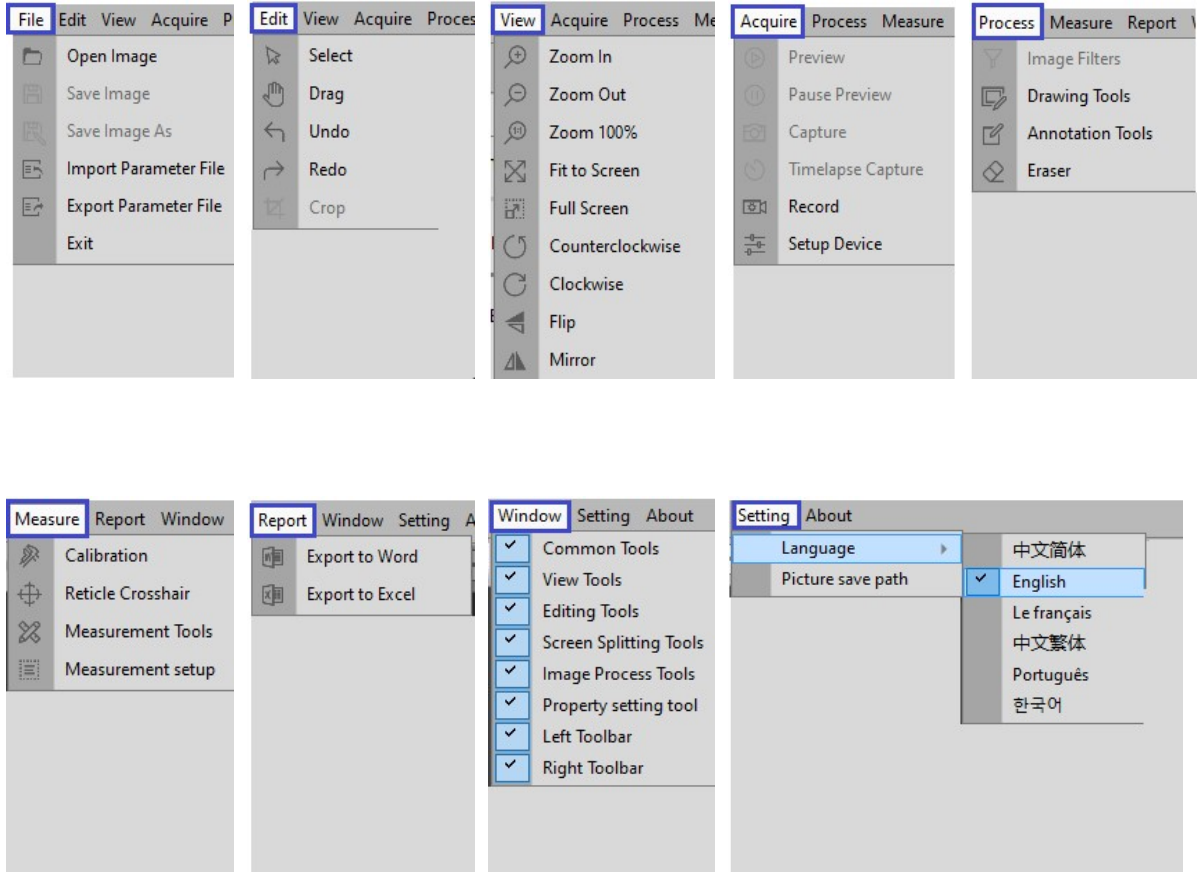 File Edit View Acquire P
Open Image
Save Image
Save Image As
Import Parameter File
Export Parameter File
Exit
Edit View Acquire Proces
Select
Drag
Undo
Redo
Crop
View Acquire Process Me
Zoom In
Zoom Out
Zoom 100%
Fit to Screen
Full Screen
Counterclockwise
Clockwise
Flip
Mirror
Acquire Process Measure
Preview
Pause Preview
Capture
Timelapse Capture
Record
Setup Device
Process Measure Report
Image Filters
Drawing Tools
Annotation Tools
Eraser
Measure Report Window
Calibration
Reticle Crosshair
Measurement Tools
Measurement setup
Report Window Setting A
Export to Word
Export to Excel
Window Setting About
Common Tools
View Tools
Editing Tools
Screen Splitting Tools
Image Process Tools
Property setting tool
Left Toolbar
Right Toolbar
Setting About
Language
Picture save path
中文简体
English
Le français
中文繁体
Português
한국어